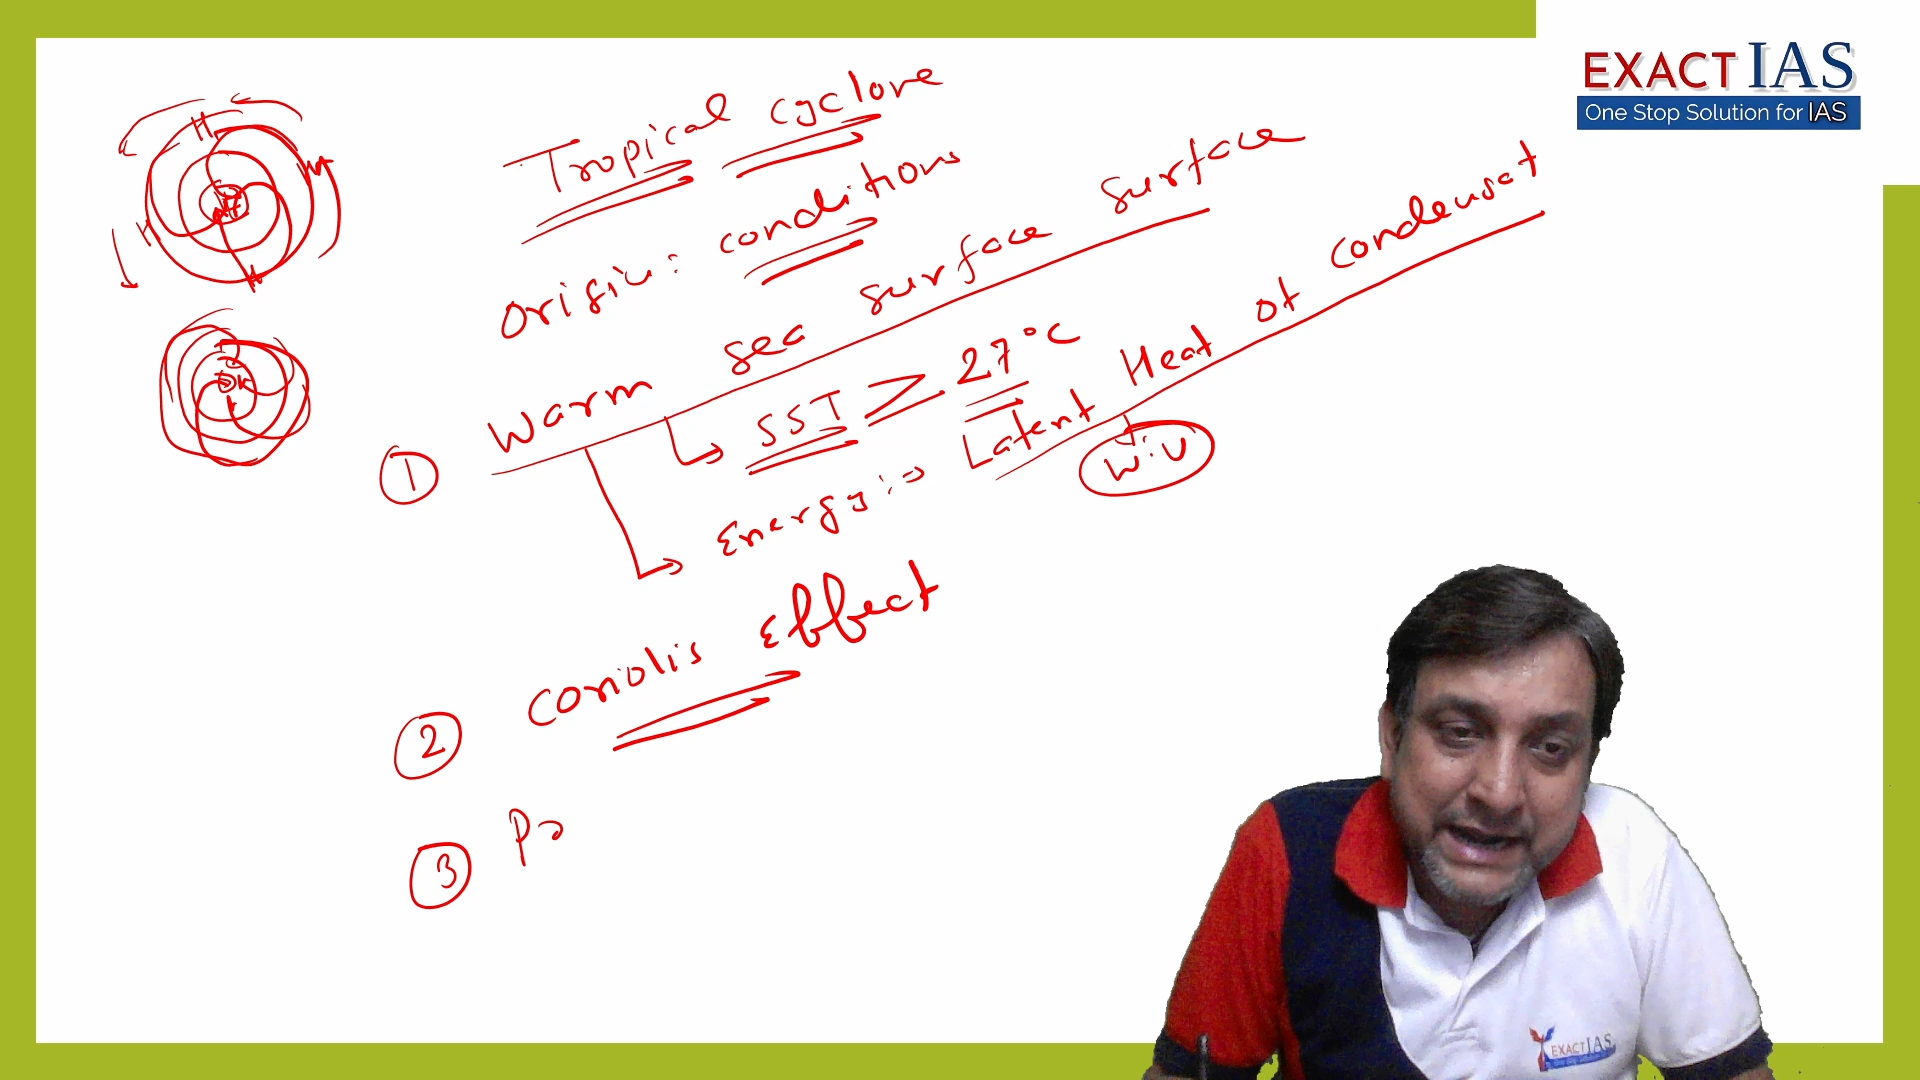 EXACT IAS
One Stop Solution for IAS
Tropical cyclone
Origin: conditions
① Warm sea surface surface
SST ≥ 27°C
Energy:→ Latent Heat of condensat
W.V
② Coriolis Effect
③
H
H
H
EXACT IAS